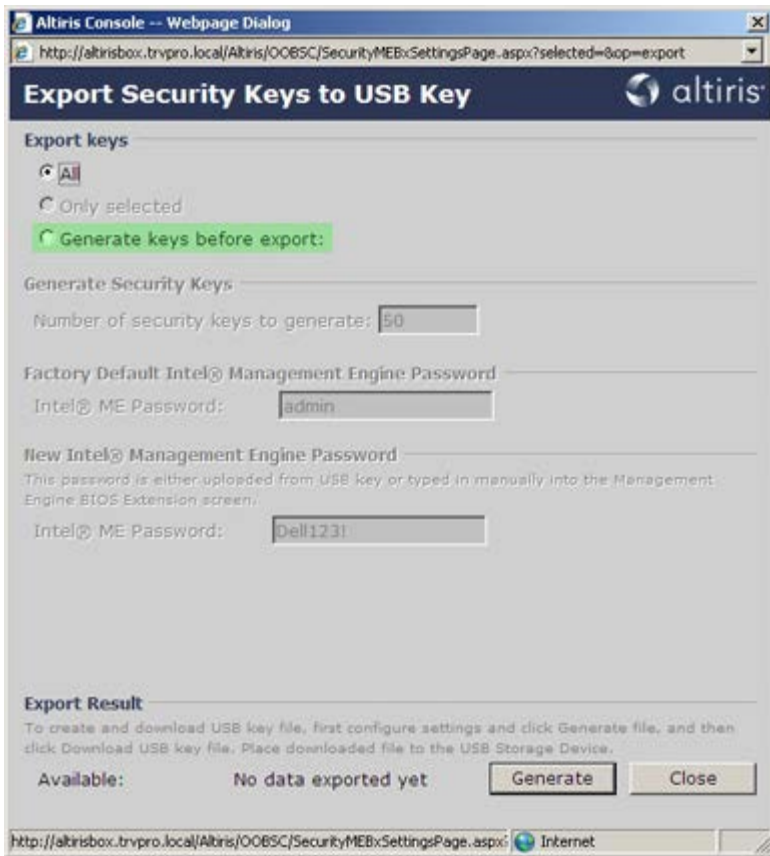 Altiris Console -- Webpage Dialog
http://altirisbox.trvpro.local/Altiris/OOBSC/SecurityMEBxSettingsPage.aspx?selected=&op=export
Export Security Keys to USB Key
altiris
Export keys
All
Only selected
Generate keys before export:
Generate Security Keys
Number of security keys to generate: 50
Factory Default Intel® Management Engine Password
Intel® ME Password: admin
New Intel® Management Engine Password
This password is either uploaded from USB key or typed in manually into the Management
Engine BIOS Extension screen.
Intel® ME Password: Dell123!
Export Result
To create and download USB key file, first configure settings and click Generate file, and then
click Download USB key file. Place downloaded file to the USB Storage Device.
Available: No data exported yet Generate Close
http://altirisbox.trvpro.local/Altiris/OOBSC/SecurityMEBxSettingsPage.aspx? Internet